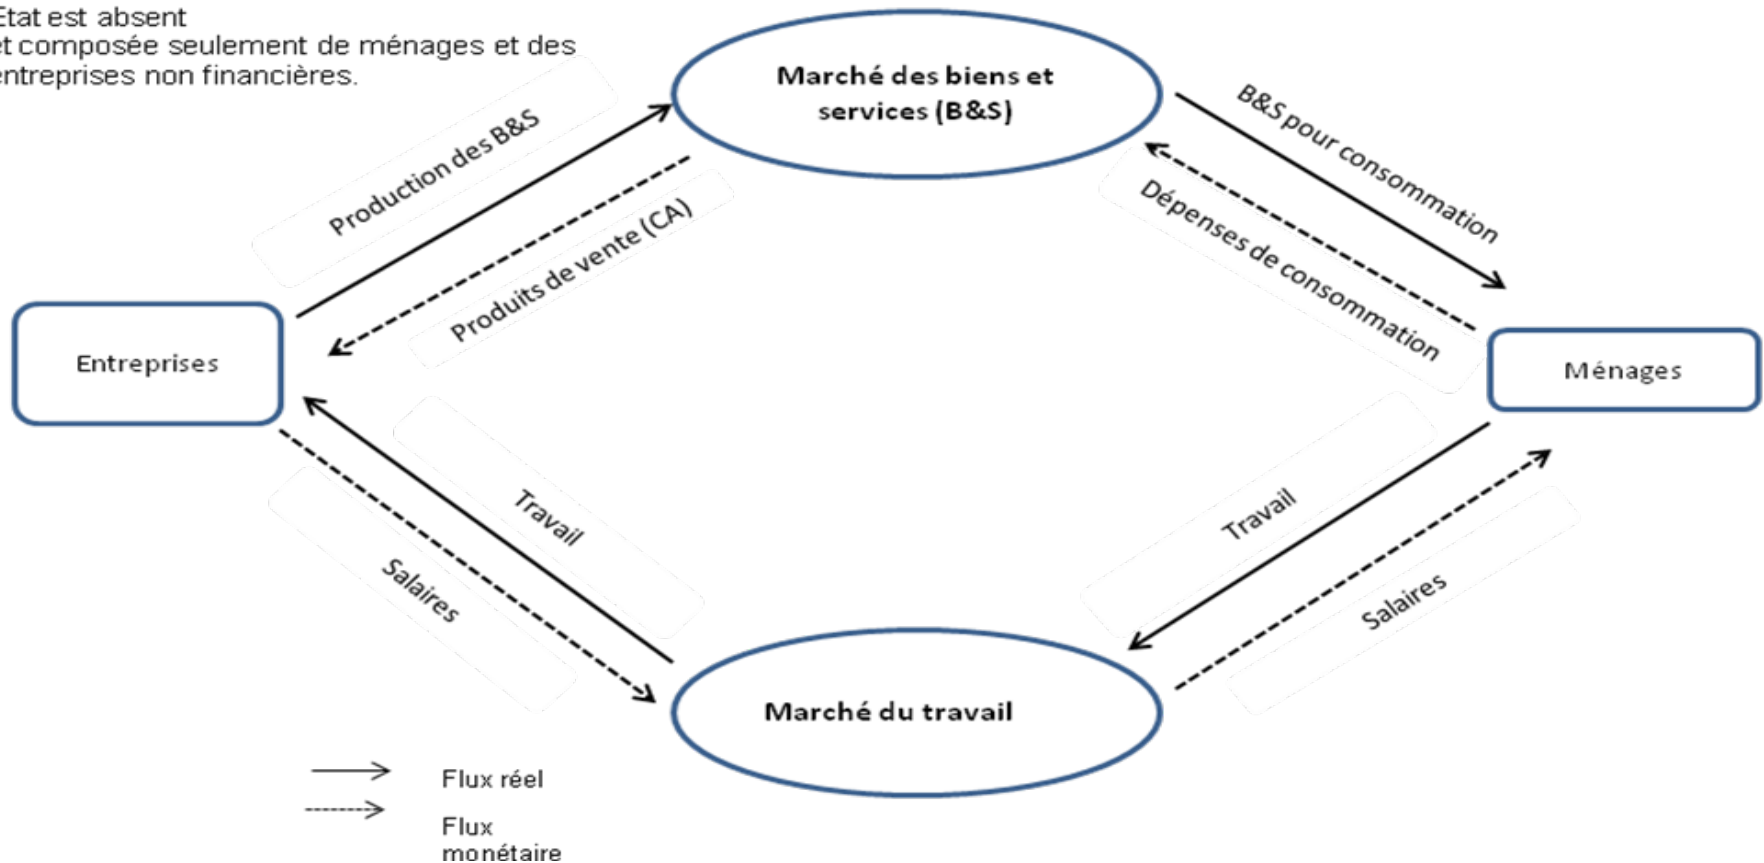 Etat est absent
et composée seulement de ménages et des
entreprises non financières.
Marché des biens et
services (B&S)
Production des B&S
Produits de vente (CA)
B&S pour consommation
Dépenses de consommation
Entreprises
Ménages
Travail
Salaires
Travail
Salaires
Marché du travail
Flux réel
Flux
monétaire